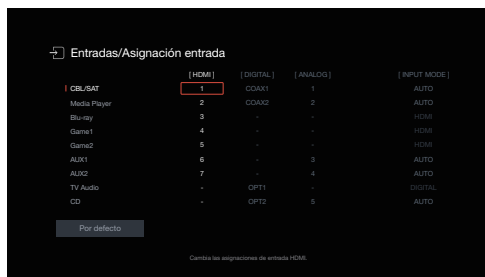 Entradas/Asignación entrada
[ HDMI ] [ DIGITAL ] [ ANALOG ] [ INPUT MODE ]
CBL/SAT 1 COAX1 1 AUTO
Media Player 2 COAX2 2 AUTO
Blu-ray 3 - - HDMI
Game1 4 - - HDMI
Game2 5 - - HDMI
AUX1 6 - 3 AUTO
AUX2 7 - 4 AUTO
TV Audio - OPT1 - DIGITAL
CD - OPT2 5 AUTO
Por defecto
Cambia las asignaciones de entrada HDMI.